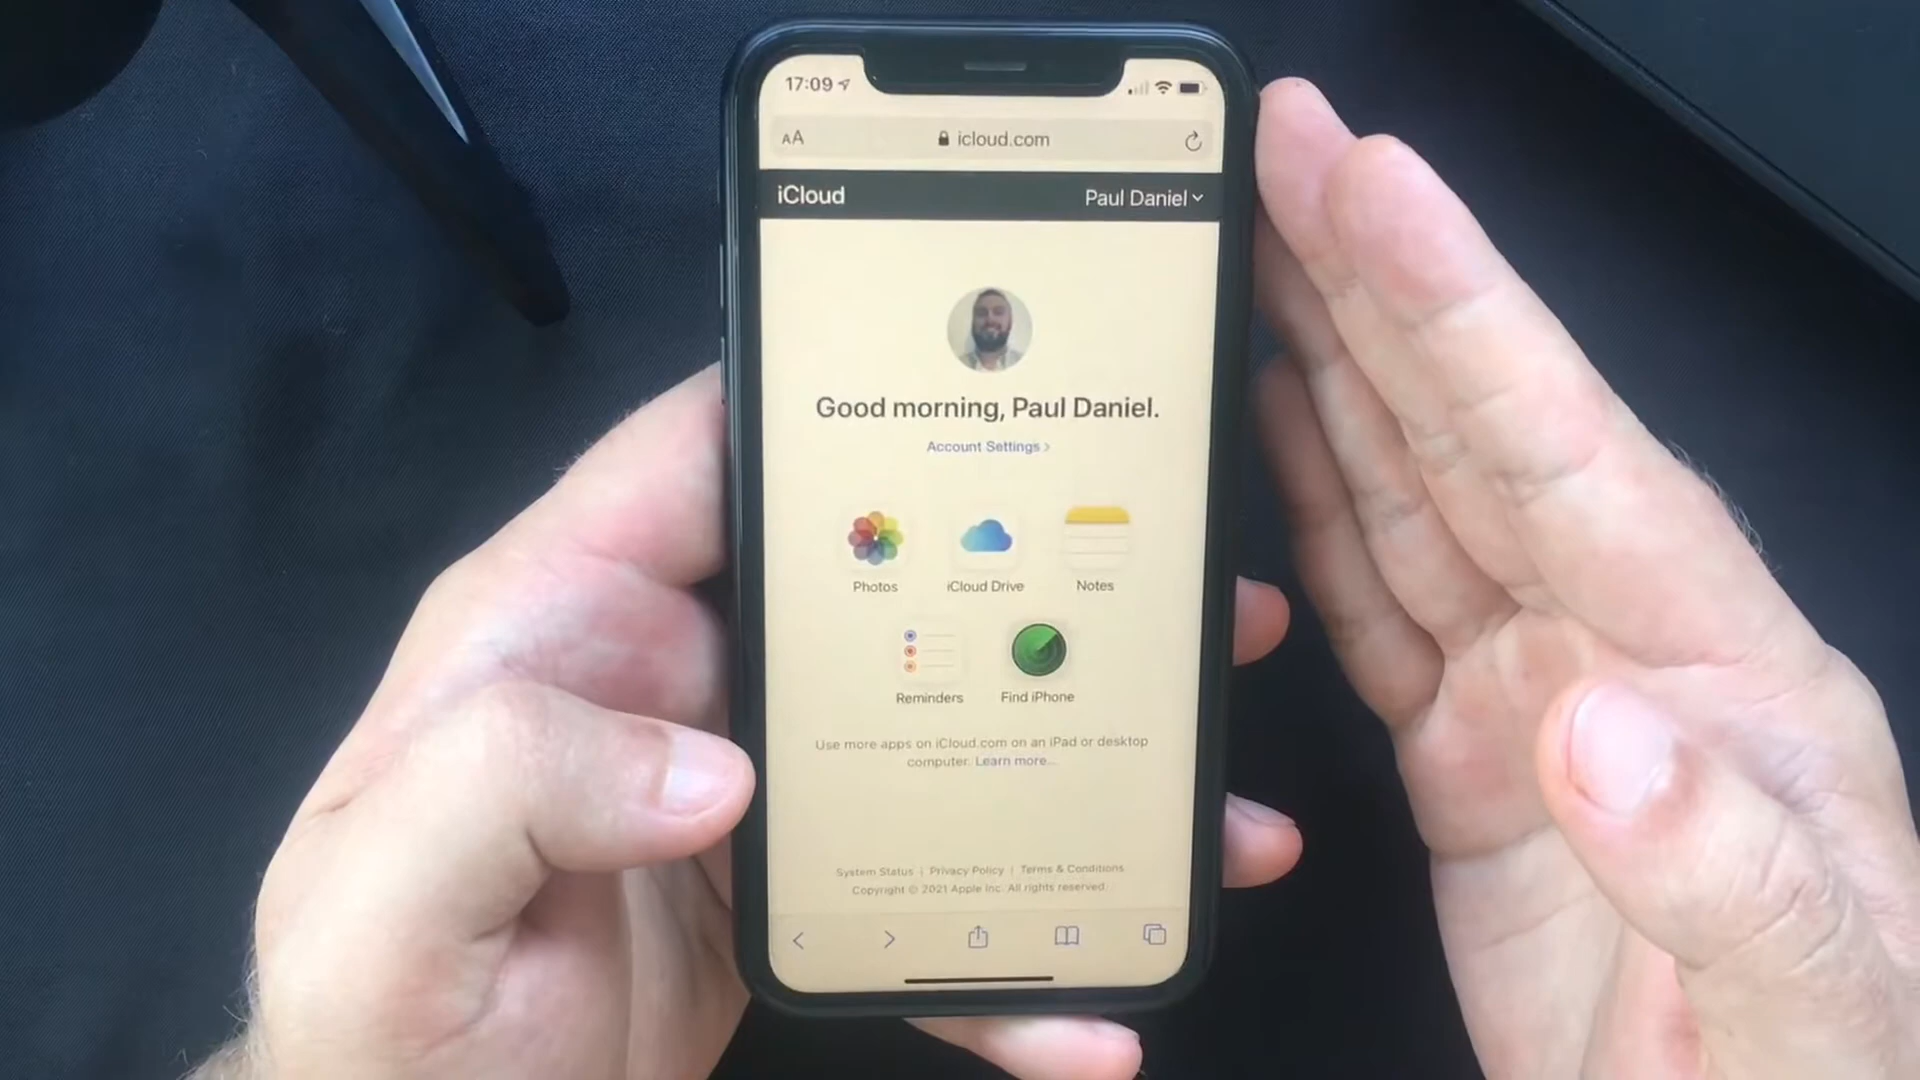 17:09
AA icloud.com
iCloud Paul Daniel
Good morning, Paul Daniel.
Account Settings >
Photos iCloud Drive Notes
Reminders Find iPhone
Use more apps on iCloud.com on an iPad or desktop
computer. Learn more...
System Status | Privacy Policy | Terms & Conditions
Copyright © 2021 Apple Inc. All rights reserved.